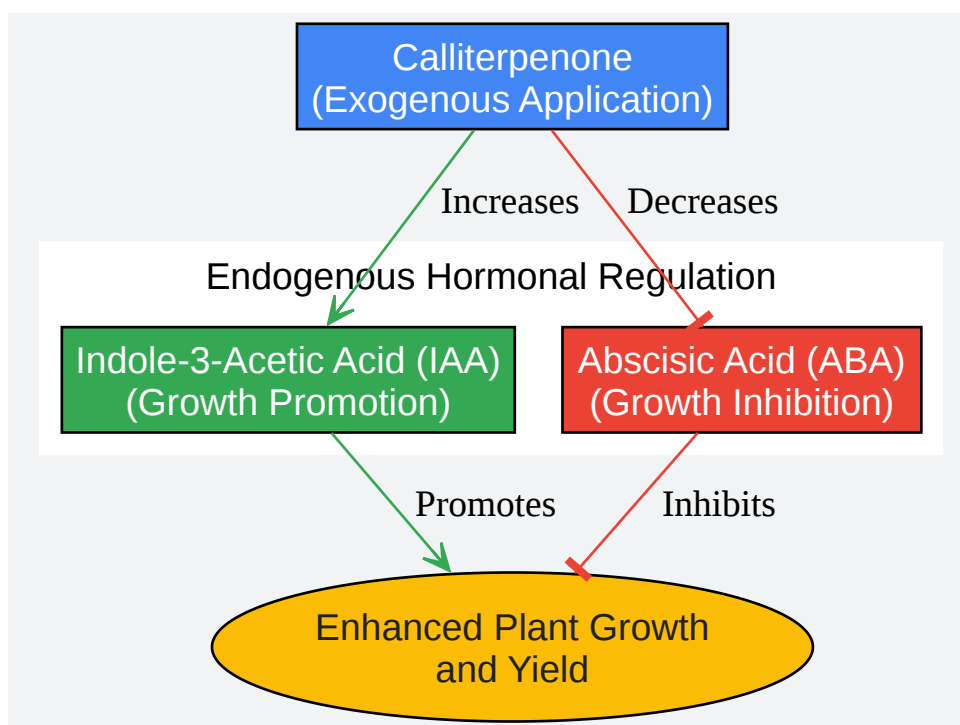 Calliterpenone
(Exogenous Application)
Increases
Decreases
Endogenous Hormonal Regulation
Indole-3-Acetic Acid (IAA)
(Growth Promotion)
Abscisic Acid (ABA)
(Growth Inhibition)
Promotes
Inhibits
Enhanced Plant Growth
and Yield